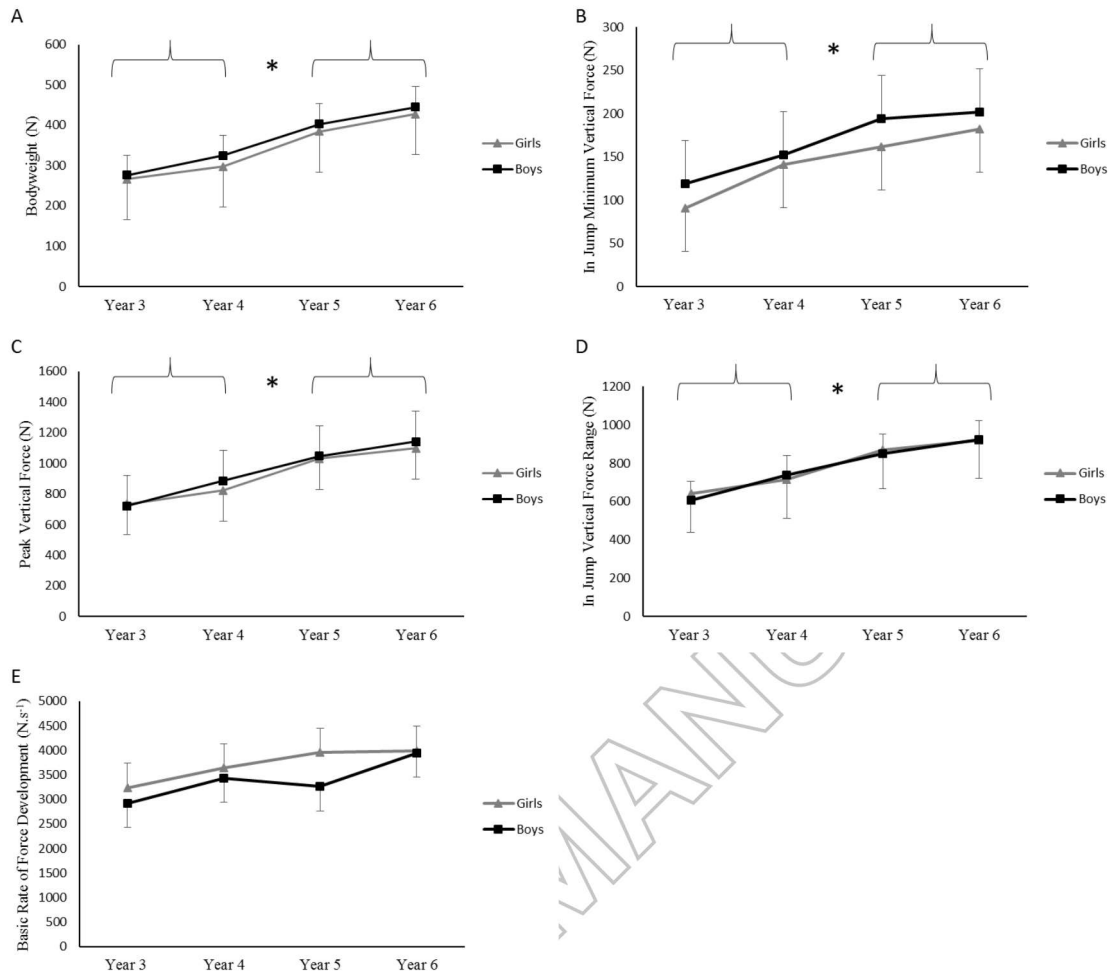 A
*
600
500
400
300
200
100
0
Bodyweight (N)
Year 3 Year 4 Year 5 Year 6
Girls
Boys
B
*
300
250
200
150
100
50
0
In Jump Minimum Vertical Force (N)
Year 3 Year 4 Year 5 Year 6
Girls
Boys
C
*
1600
1400
1200
1000
800
600
400
200
0
Peak Vertical Force (N)
Year 3 Year 4 Year 5 Year 6
Girls
Boys
D
*
1200
1000
800
600
400
200
0
In Jump Vertical Force Range (N)
Year 3 Year 4 Year 5 Year 6
Girls
Boys
E
5000
4500
4000
3500
3000
2500
2000
1500
1000
500
0
Basic Rate of Force Development (N.s⁻¹)
Year 3 Year 4 Year 5 Year 6
Girls
Boys